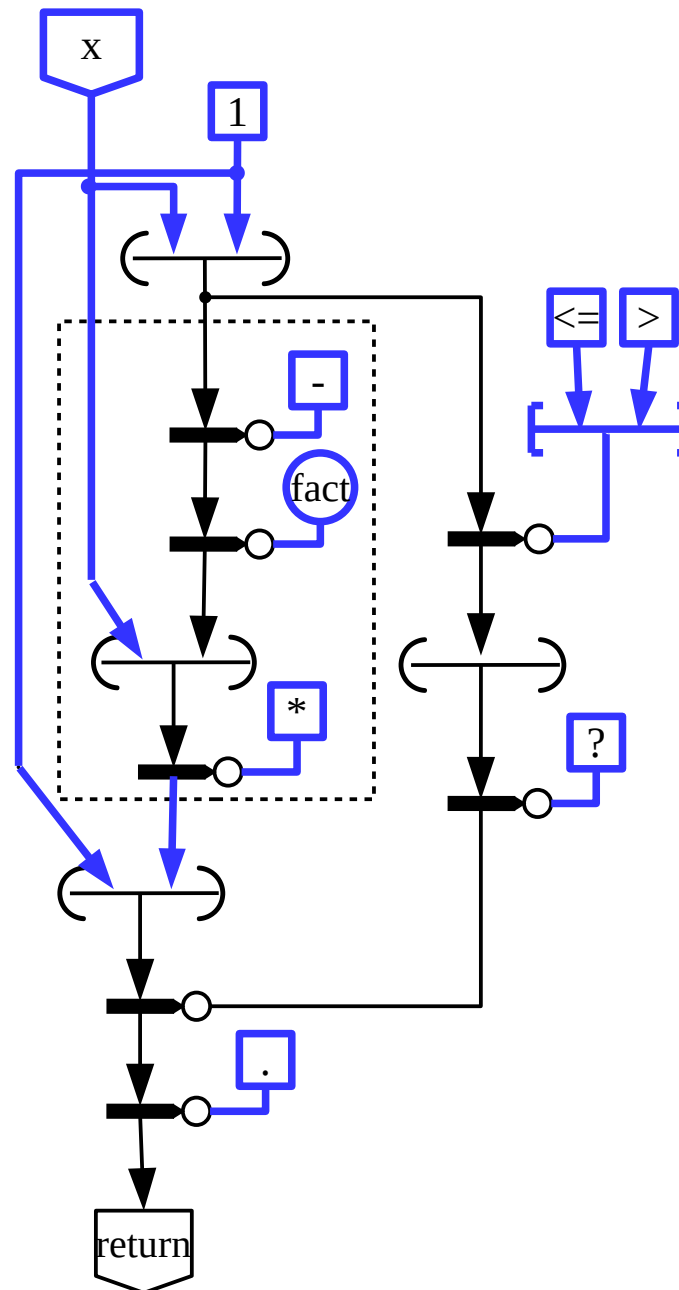 x
1
<= >
-
fact
*
?
.
return